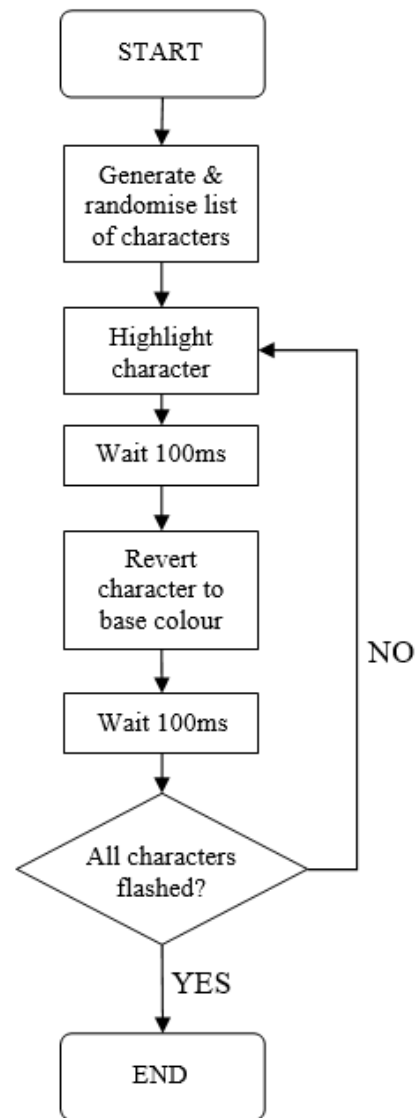 START
Generate &
randomise list
of characters
Highlight
character
Wait 100ms
Revert
character to
base colour
NO
Wait 100ms
All characters
flashed?
YES
END